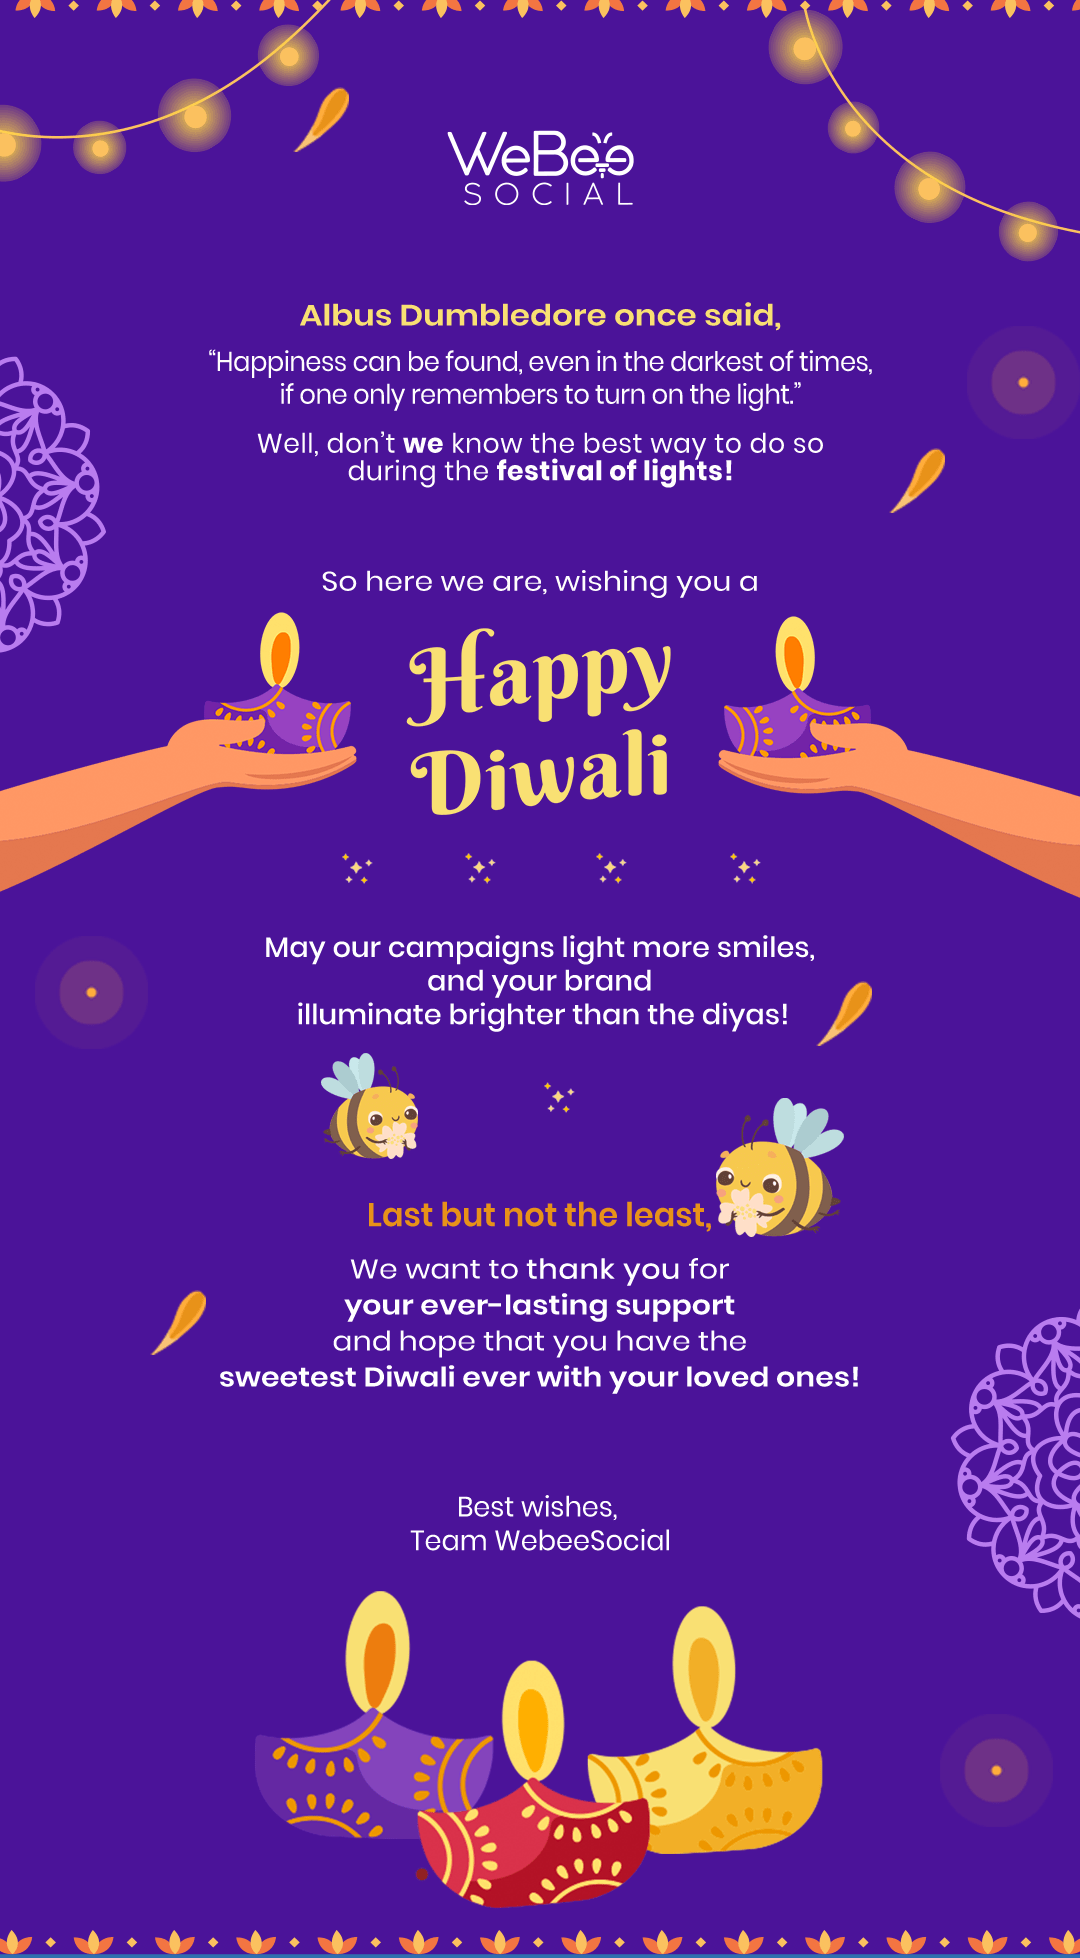 WeBee
SOCIAL
Albus Dumbledore once said,
“Happiness can be found, even in the darkest of times,
if one only remembers to turn on the light.”
Well, don’t we know the best way to do so
during the festival of lights!
So here we are, wishing you a
Happy
Diwali
May our campaigns light more smiles,
and your brand
illuminate brighter than the diyas!
Last but not the least,
We want to thank you for
your ever-lasting support
and hope that you have the
sweetest Diwali ever with your loved ones!
Best wishes,
Team WebeeSocial